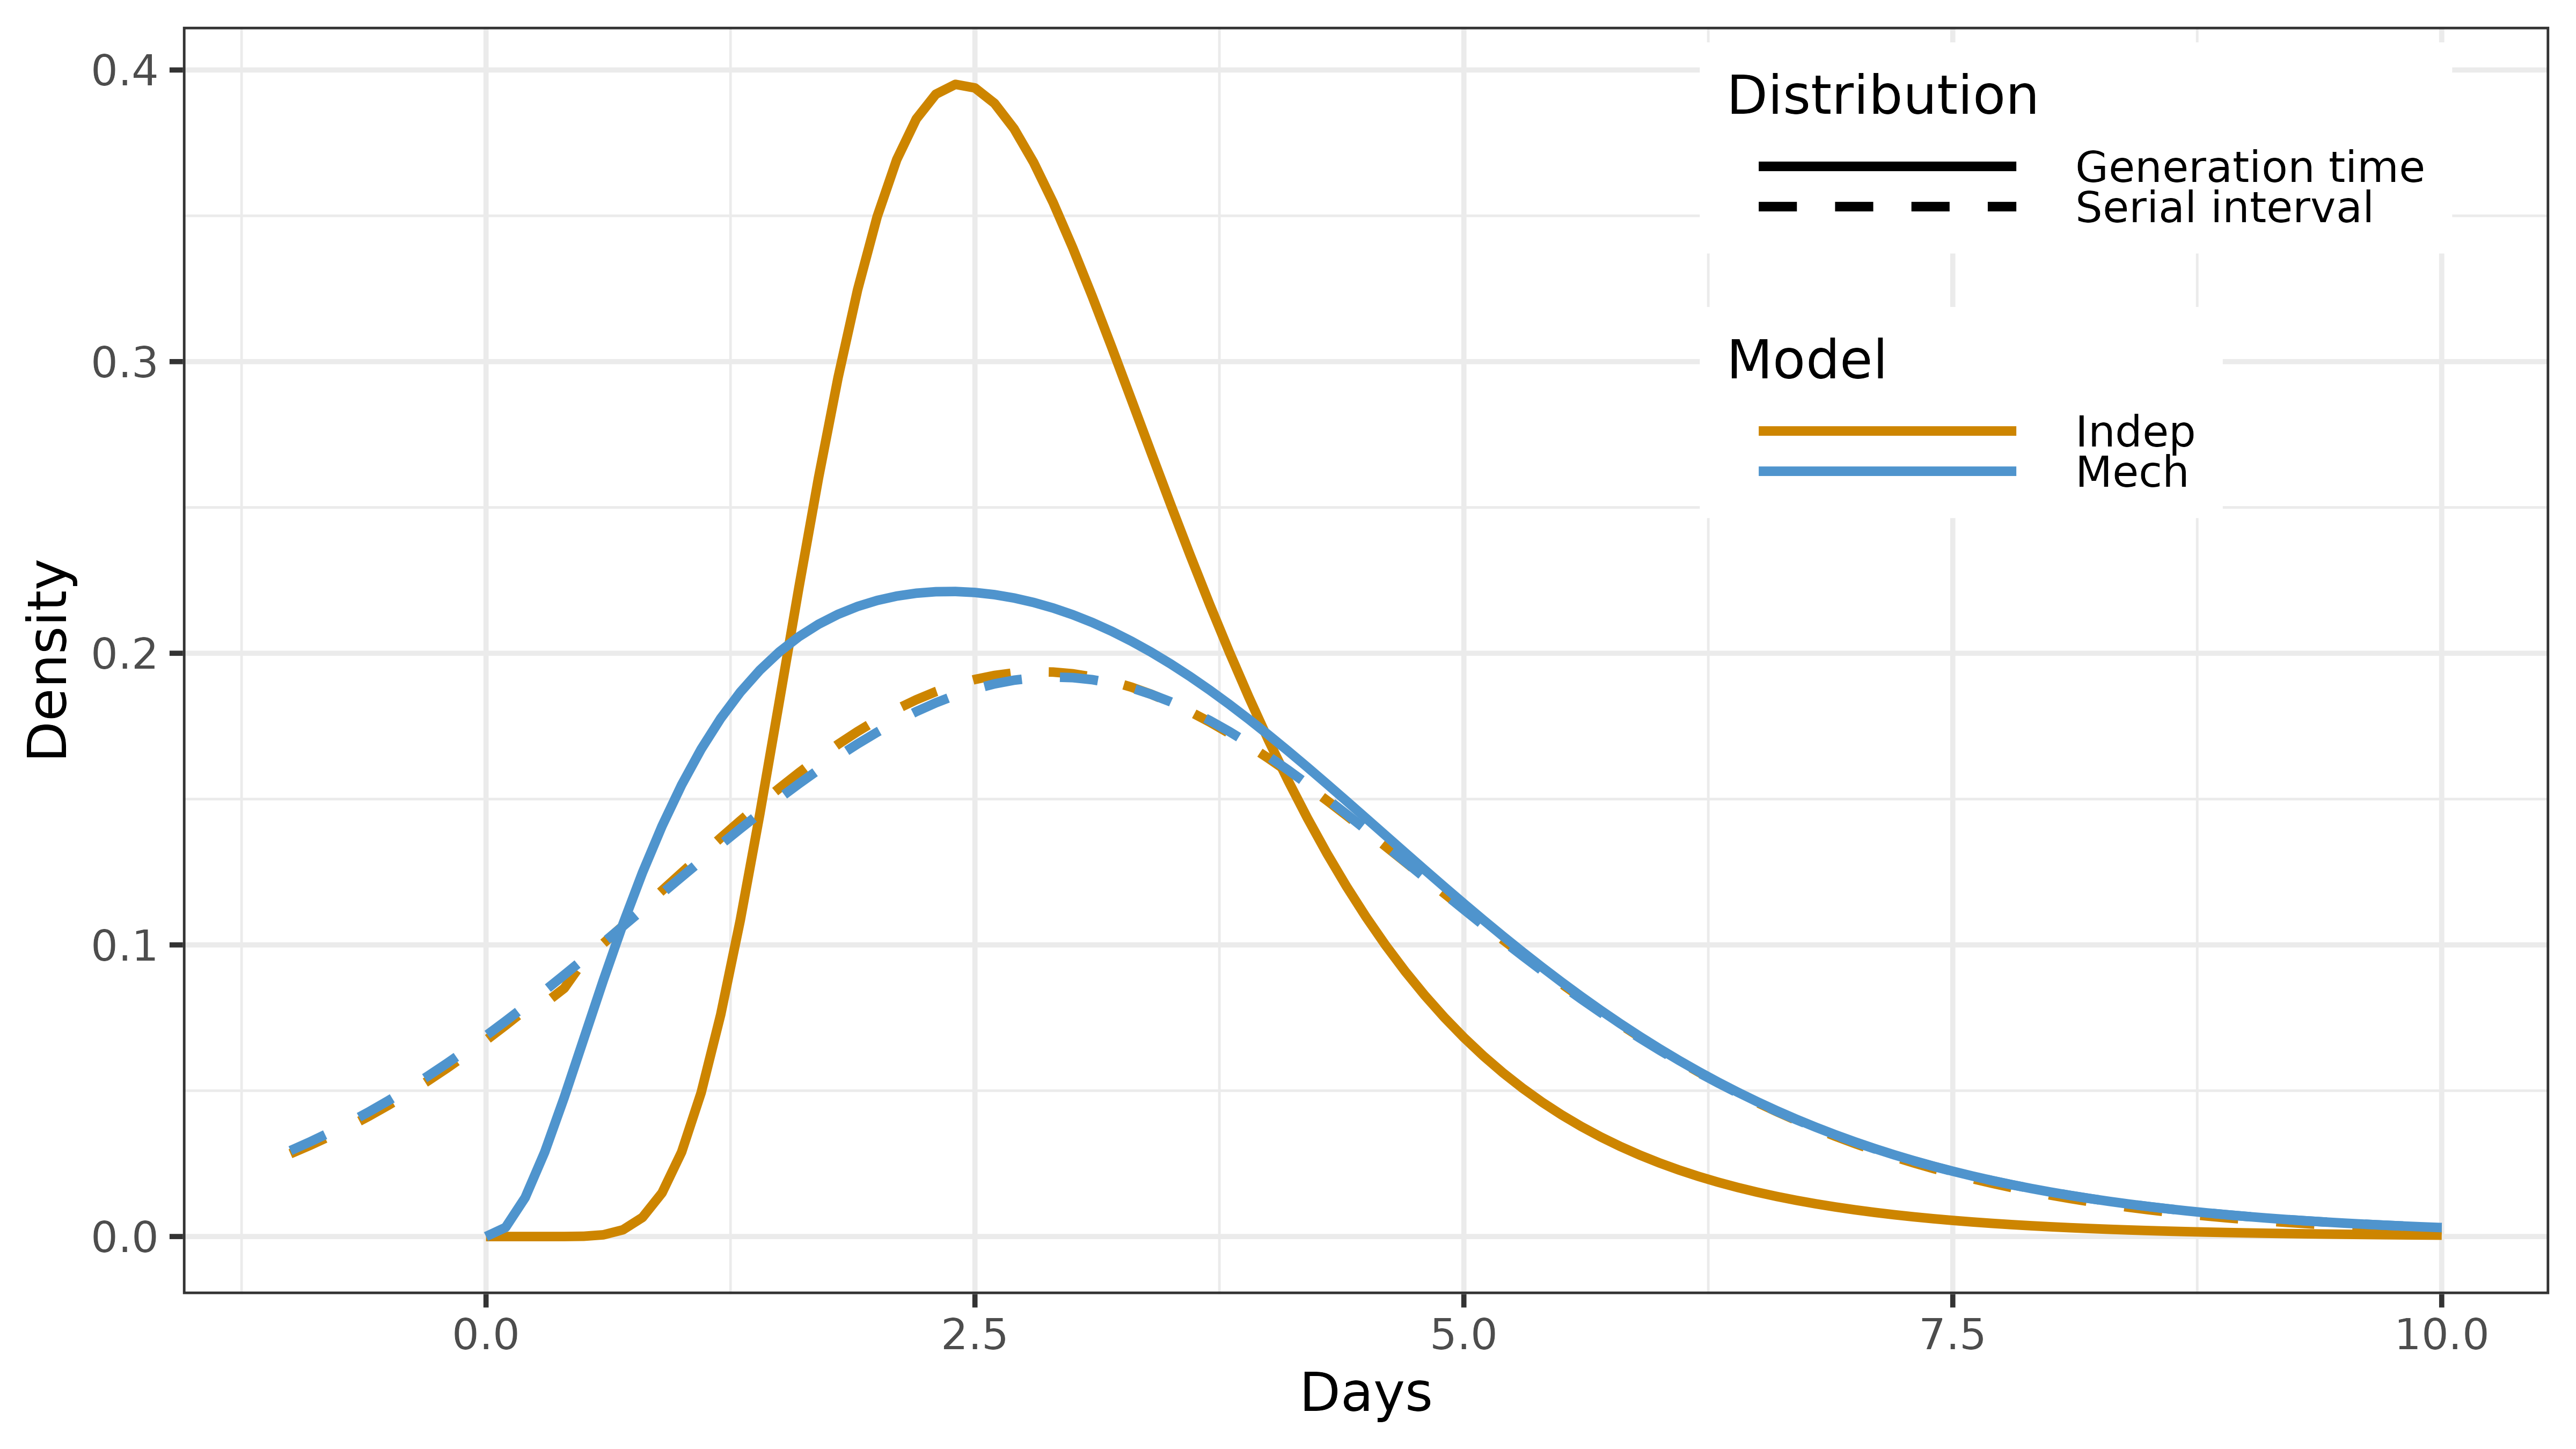 Distribution
Generation time
Serial interval
Model
Indep
Mech
Density
0.4
0.3
0.2
0.1
0.0
0.0 2.5 5.0 7.5 10.0
Days